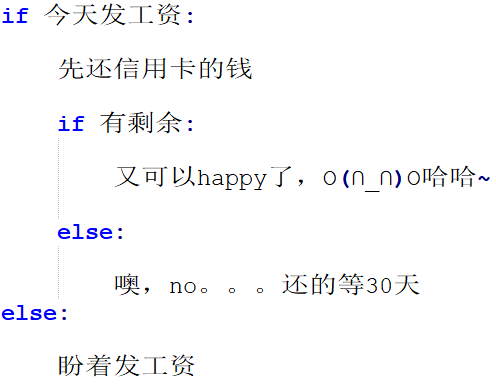 if 今天发工资:
先还信用卡的钱
if 有剩余:
又可以happy了，O(∩_∩)O哈哈~
else:
噢，no。。。还的等30天
else:
盼着发工资